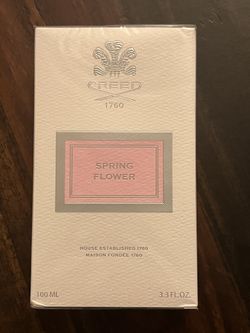 CREED
1760
SPRING
FLOWER
HOUSE ESTABLISHED 1760
MAISON FONDÉE 1760
100 ML
3.3 FL.OZ.